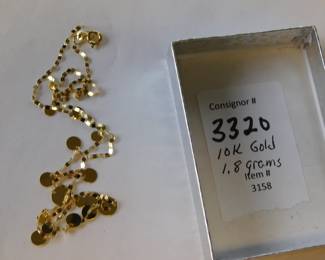 Consignor #
3320
10K Gold
1.8 grams
Item #
3158